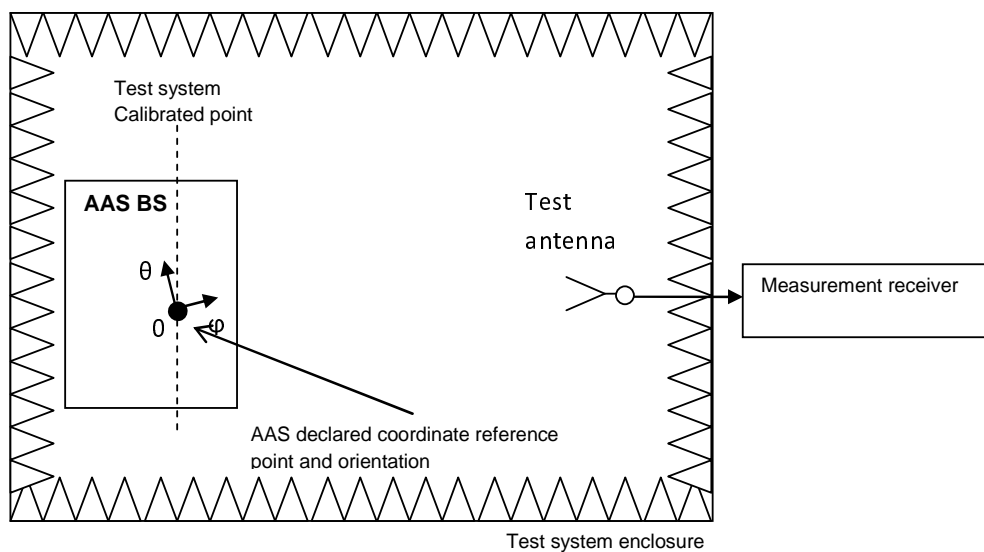 Test system
Calibrated point
AAS BS
Test
antenna
θ
0
φ
Measurement receiver
AAS declared coordinate reference
point and orientation
Test system enclosure